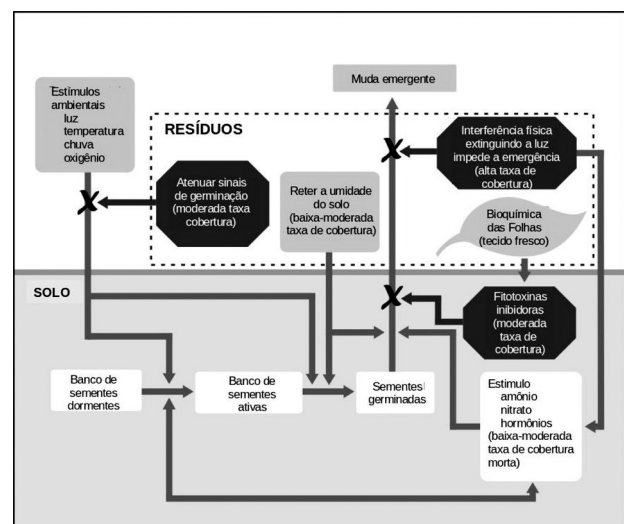 Estímulos
ambientais
luz
temperatura
chuva
oxigênio
Muda emergente
RESÍDUOS
Interferência física
extinguindo a luz
impede a emergência
(alta taxa de
cobertura)
Atenuar sinais
de germinação
(moderada taxa
cobertura)
Reter a umidade
do solo
(baixa-moderada
taxa de cobertura)
Bioquímica
das Folhas
(tecido fresco)
SOLO
Fitotoxinas
inibidoras
(moderada
taxa de
cobertura)
Banco de
sementes
dormentes
Banco de
sementes
ativas
Sementes
germinadas
Estimulo
amônio
nitrato
hormônios
(baixa-moderada
taxa de cobertura
morta)